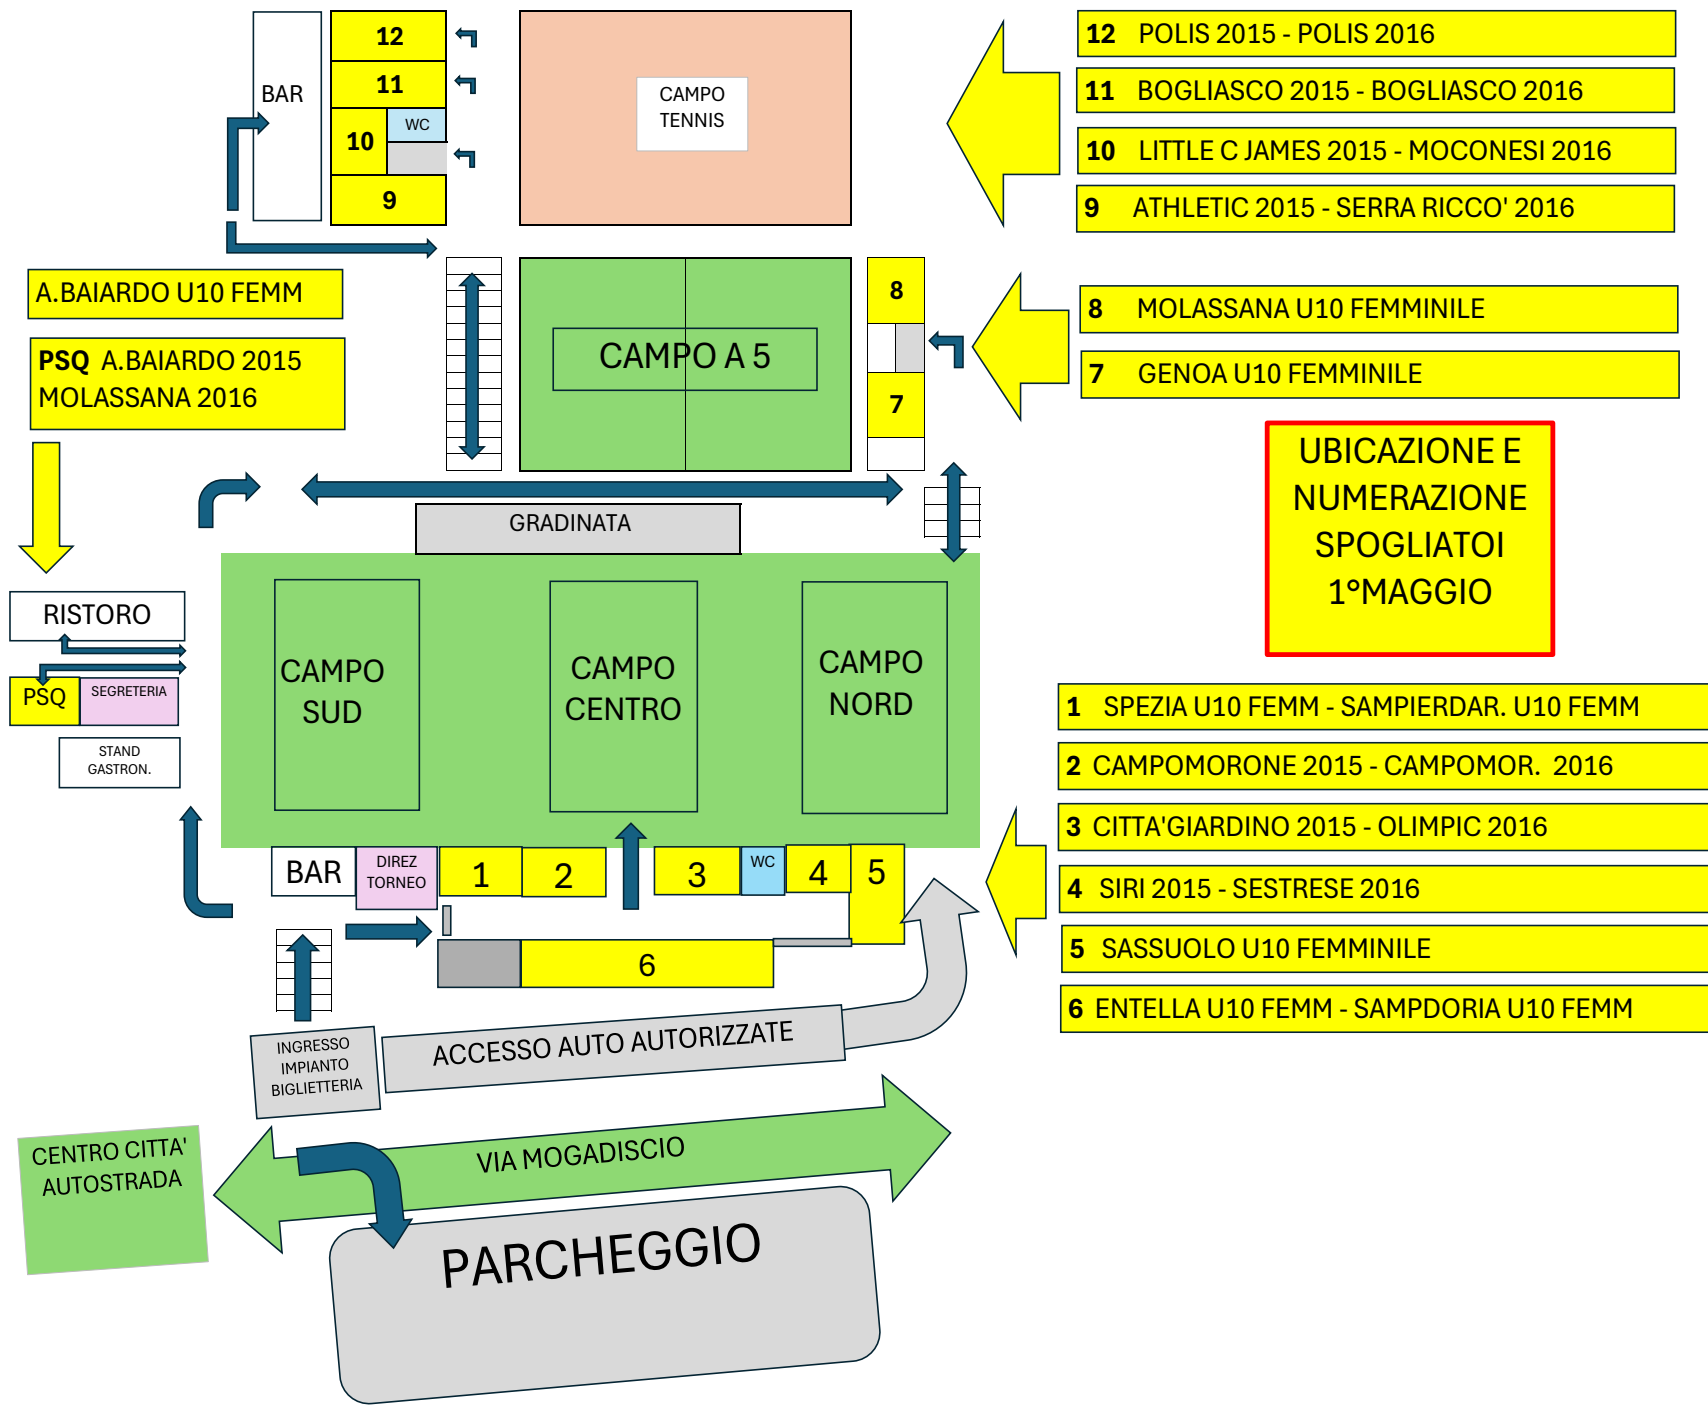 12 POLIS 2015 - POLIS 2016
11 BOGLIASCO 2015 - BOGLIASCO 2016
10 LITTLE C JAMES 2015 - MOCONESI 2016
9 ATHLETIC 2015 - SERRA RICCO' 2016
BAR
12
11
10
WC
9
CAMPO
TENNIS
A.BAIARDO U10 FEMM
PSQ A.BAIARDO 2015
MOLASSANA 2016
CAMPO A 5
8
7
8 MOLASSANA U10 FEMMINILE
7 GENOA U10 FEMMINILE
UBICAZIONE E
NUMERAZIONE
SPOGLIATOI
1°MAGGIO
GRADINATA
RISTORO
PSQ
SEGRETERIA
STAND
GASTRON.
CAMPO
SUD
CAMPO
CENTRO
CAMPO
NORD
1 SPEZIA U10 FEMM - SAMPIERDAR. U10 FEMM
2 CAMPOMORONE 2015 - CAMPOMOR. 2016
3 CITTA'GIARDINO 2015 - OLIMPIC 2016
4 SIRI 2015 - SESTRESE 2016
5 SASSUOLO U10 FEMMINILE
6 ENTELLA U10 FEMM - SAMPDORIA U10 FEMM
BAR
DIREZ
TORNEO
1
2
3
WC
4
5
6
INGRESSO
IMPIANTO
BIGLIETTERIA
ACCESSO AUTO AUTORIZZATE
CENTRO CITTA'
AUTOSTRADA
VIA MOGADISCIO
PARCHEGGIO